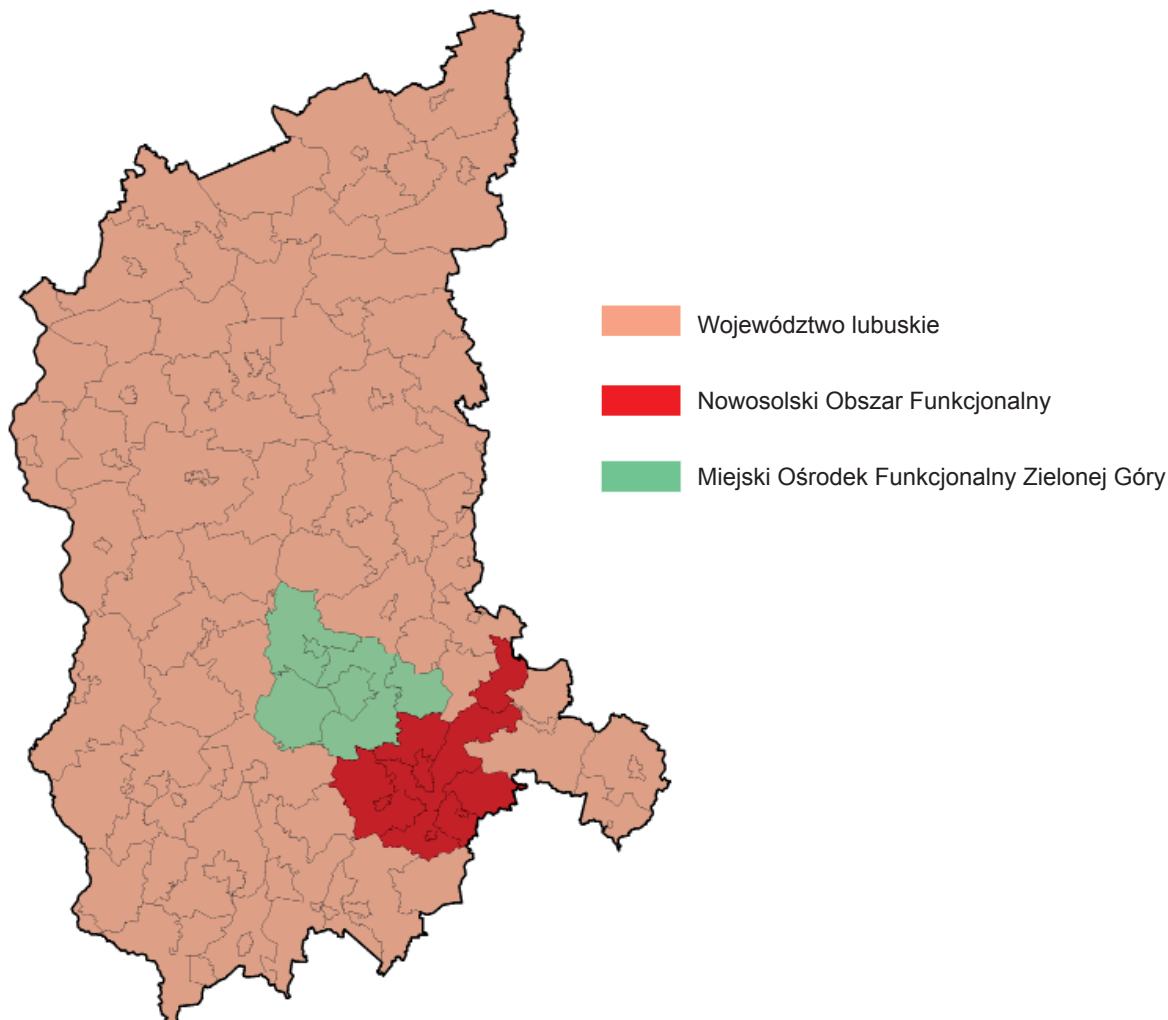 Województwo lubuskie
Nowosolski Obszar Funkcjonalny
Miejski Ośrodek Funkcjonalny Zielonej Góry